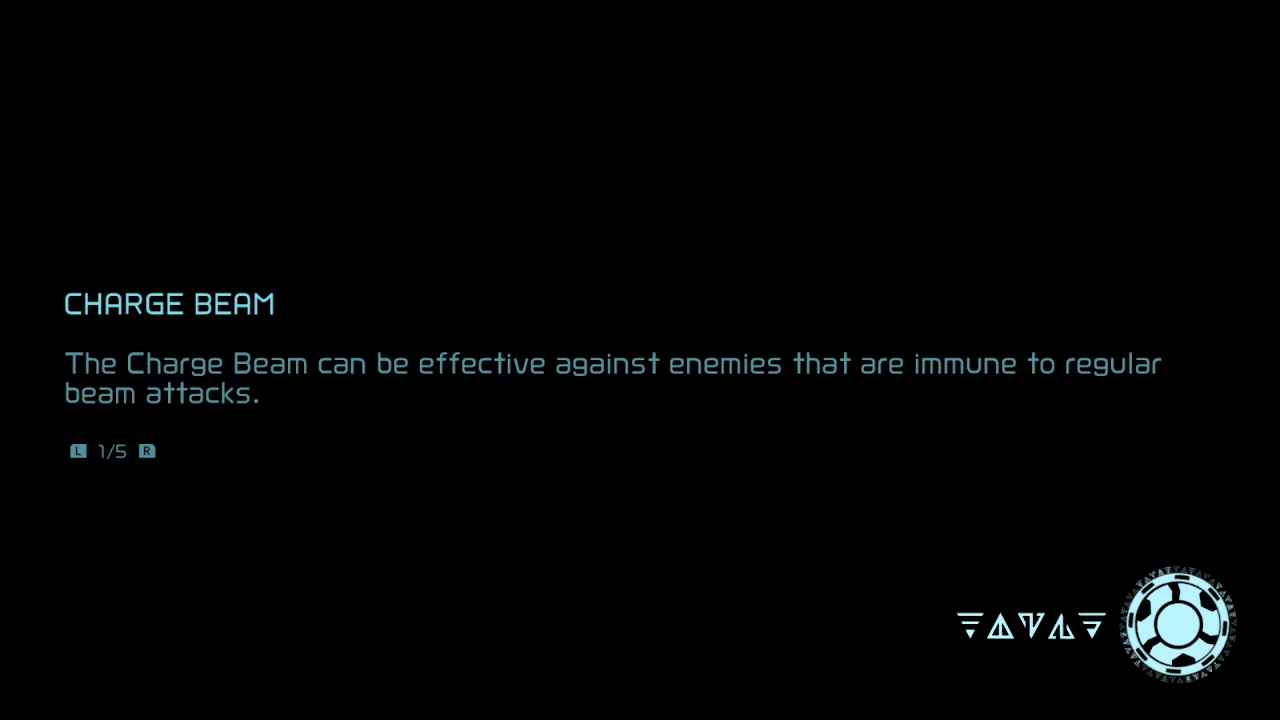 CHARGE BEAM
The Charge Beam can be effective against enemies that are immune to regular
beam attacks.
L 1/5 R